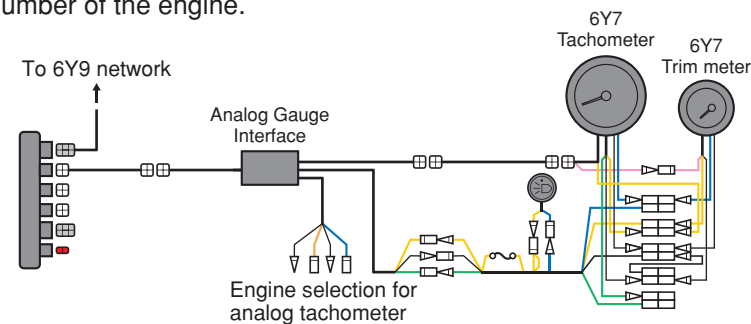 umber of the engine.
6Y7
Tachometer
6Y7
Trim meter
To 6Y9 network
Analog Gauge
Interface
Engine selection for
analog tachometer